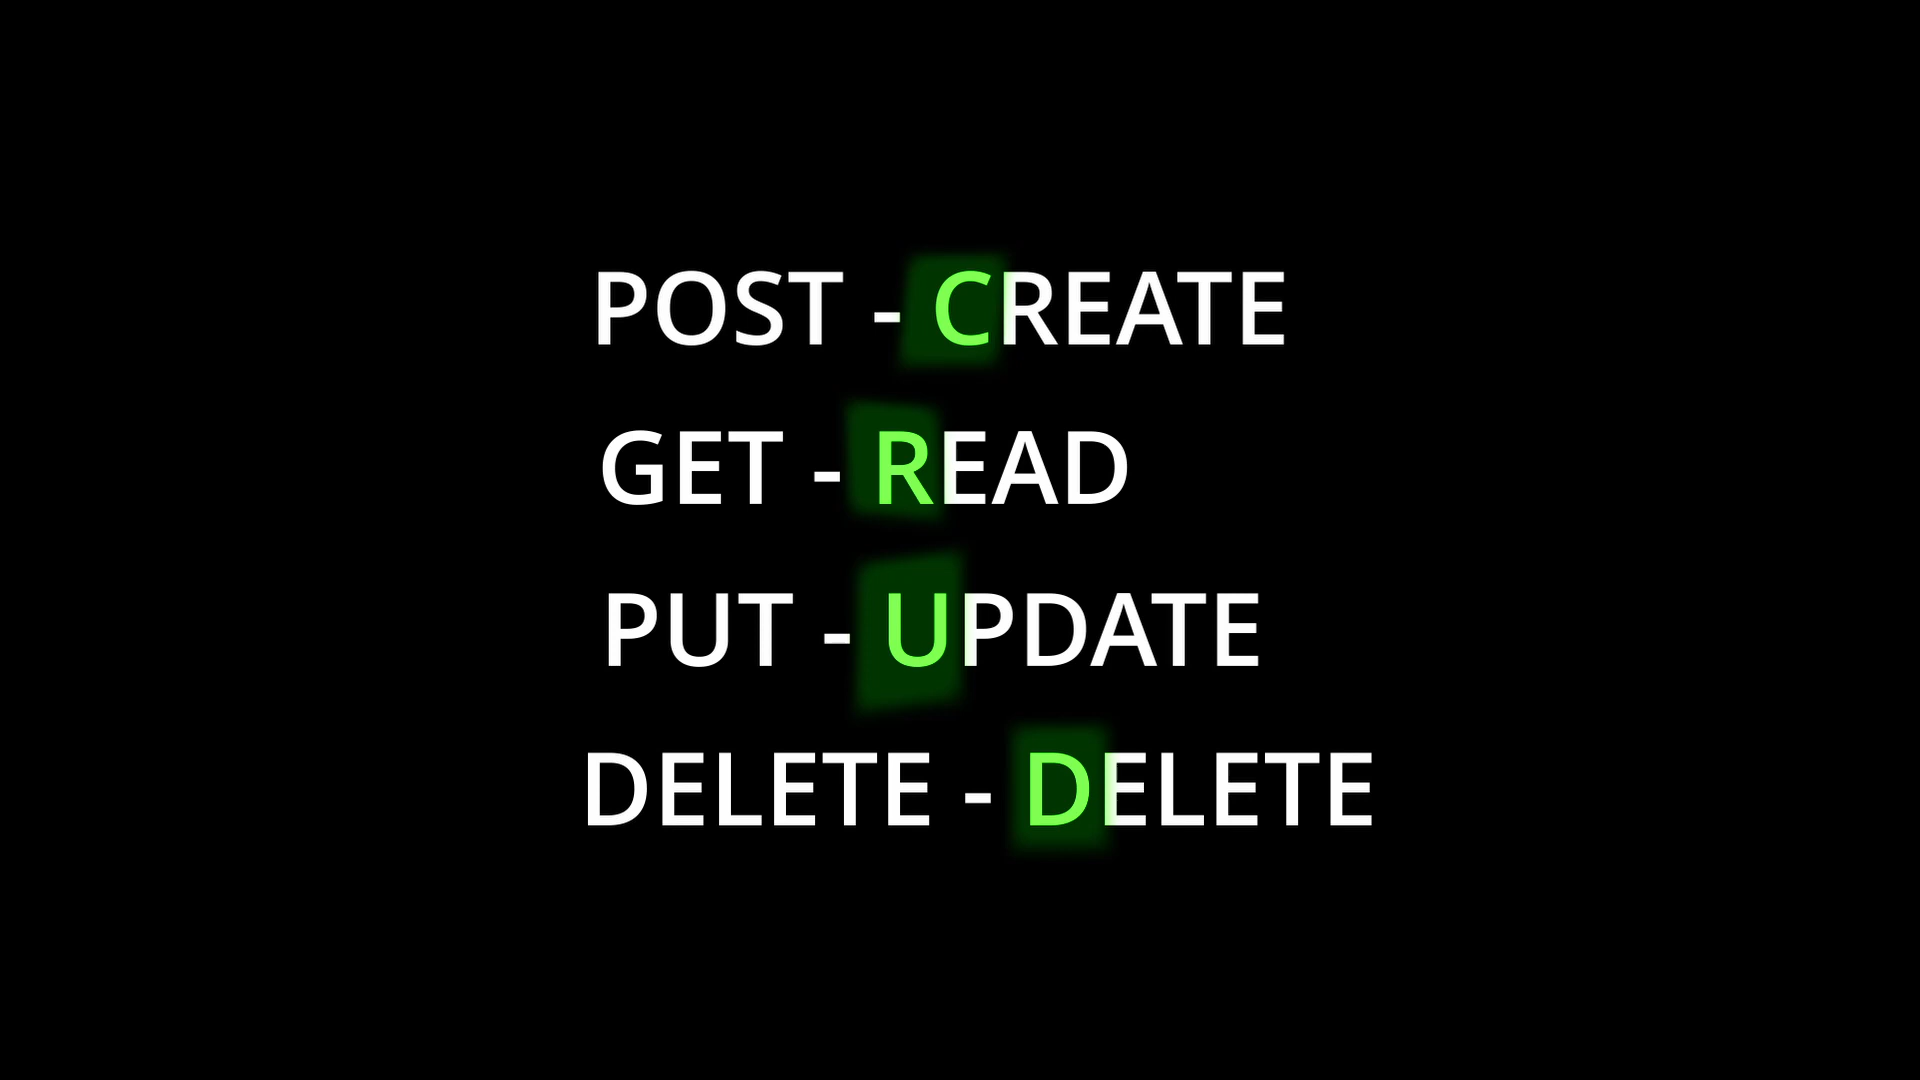 POST - CREATE
GET - READ
PUT - UPDATE
DELETE - DELETE